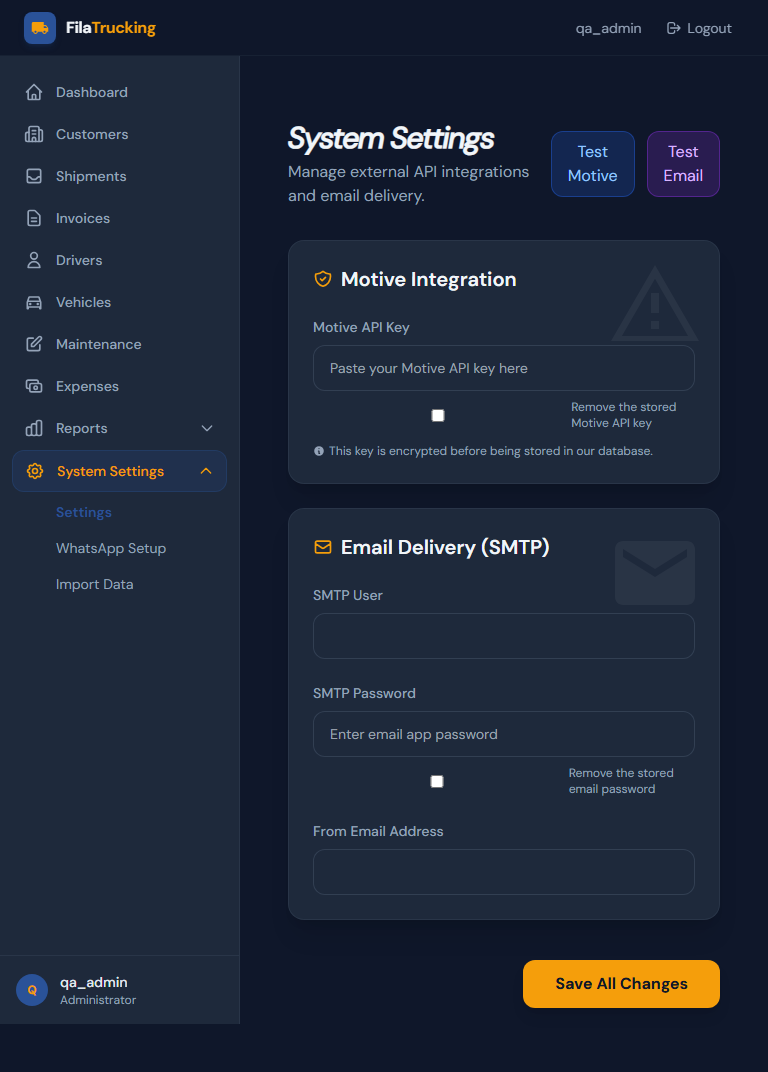 FilaTrucking
qa_admin
Logout
Dashboard
Customers
Shipments
Invoices
Drivers
Vehicles
Maintenance
Expenses
Reports
System Settings
Settings
WhatsApp Setup
Import Data
qa_admin
Administrator
Q
System Settings
Manage external API integrations
and email delivery.
Test
Motive
Test
Email
Motive Integration
Motive API Key
Paste your Motive API key here
Remove the stored
Motive API key
This key is encrypted before being stored in our database.
Email Delivery (SMTP)
SMTP User
SMTP Password
Enter email app password
Remove the stored
email password
From Email Address
Save All Changes